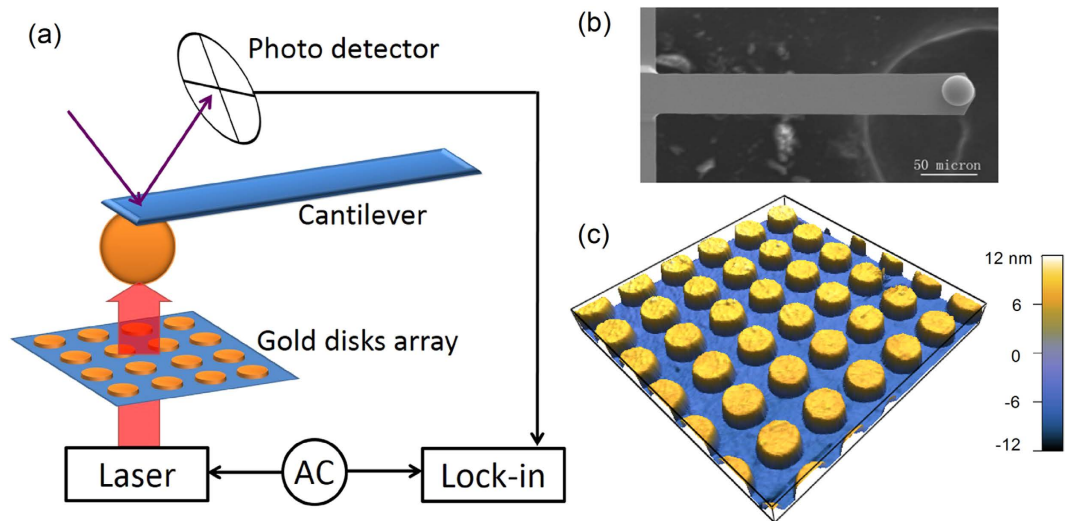 (a)
Photo detector
Cantilever
Gold disks array
Laser
AC
Lock-in
(b)
50 micron
(c)
12 nm
6
0
-6
-12